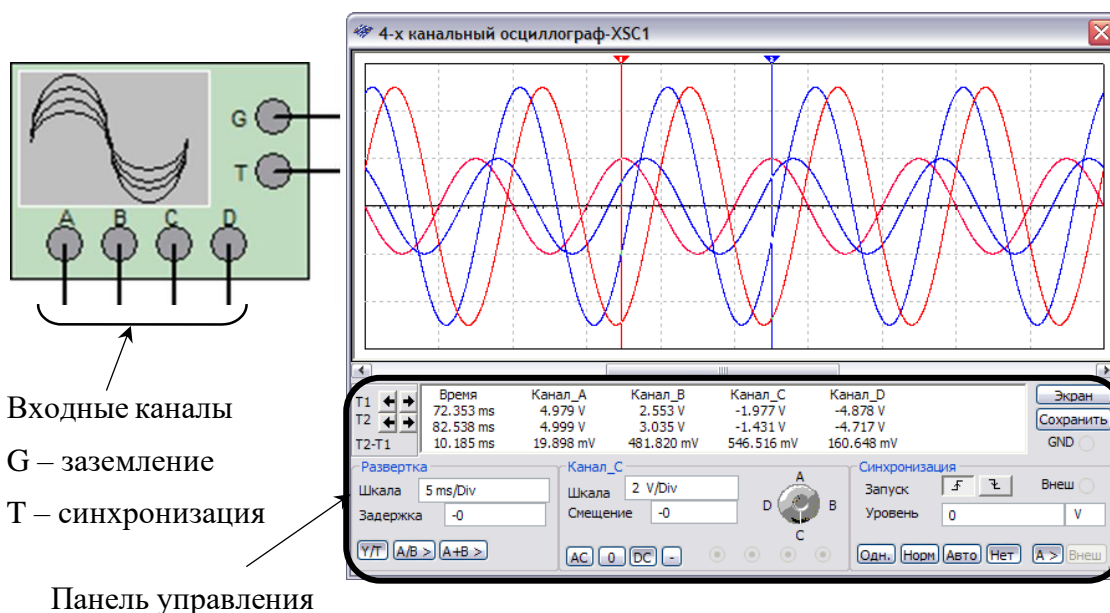 4-х канальный осциллограф-XSC1
1
2
G
T
A B C D
Входные каналы
G – заземление
T – синхронизация
Панель управления
T1
T2
T2-T1
Время Канал_A Канал_B Канал_C Канал_D
72.353 ms 4.979 V 2.553 V -1.977 V -4.878 V
82.538 ms 4.999 V 3.035 V -1.431 V -4.717 V
10.185 ms 19.898 mV 481.820 mV 546.516 mV 160.648 mV
Экран
Сохранить
GND
Развертка
Шкала 5 ms/Div
Задержка -0
Y/T A/B > A+B >
Канал_C
Шкала 2 V/Div
Смещение -0
A
D B
C
AC 0 DC -
Синхронизация
Запуск Внеш
Уровень 0 V
Одн. Норм Авто Нет A > Внеш